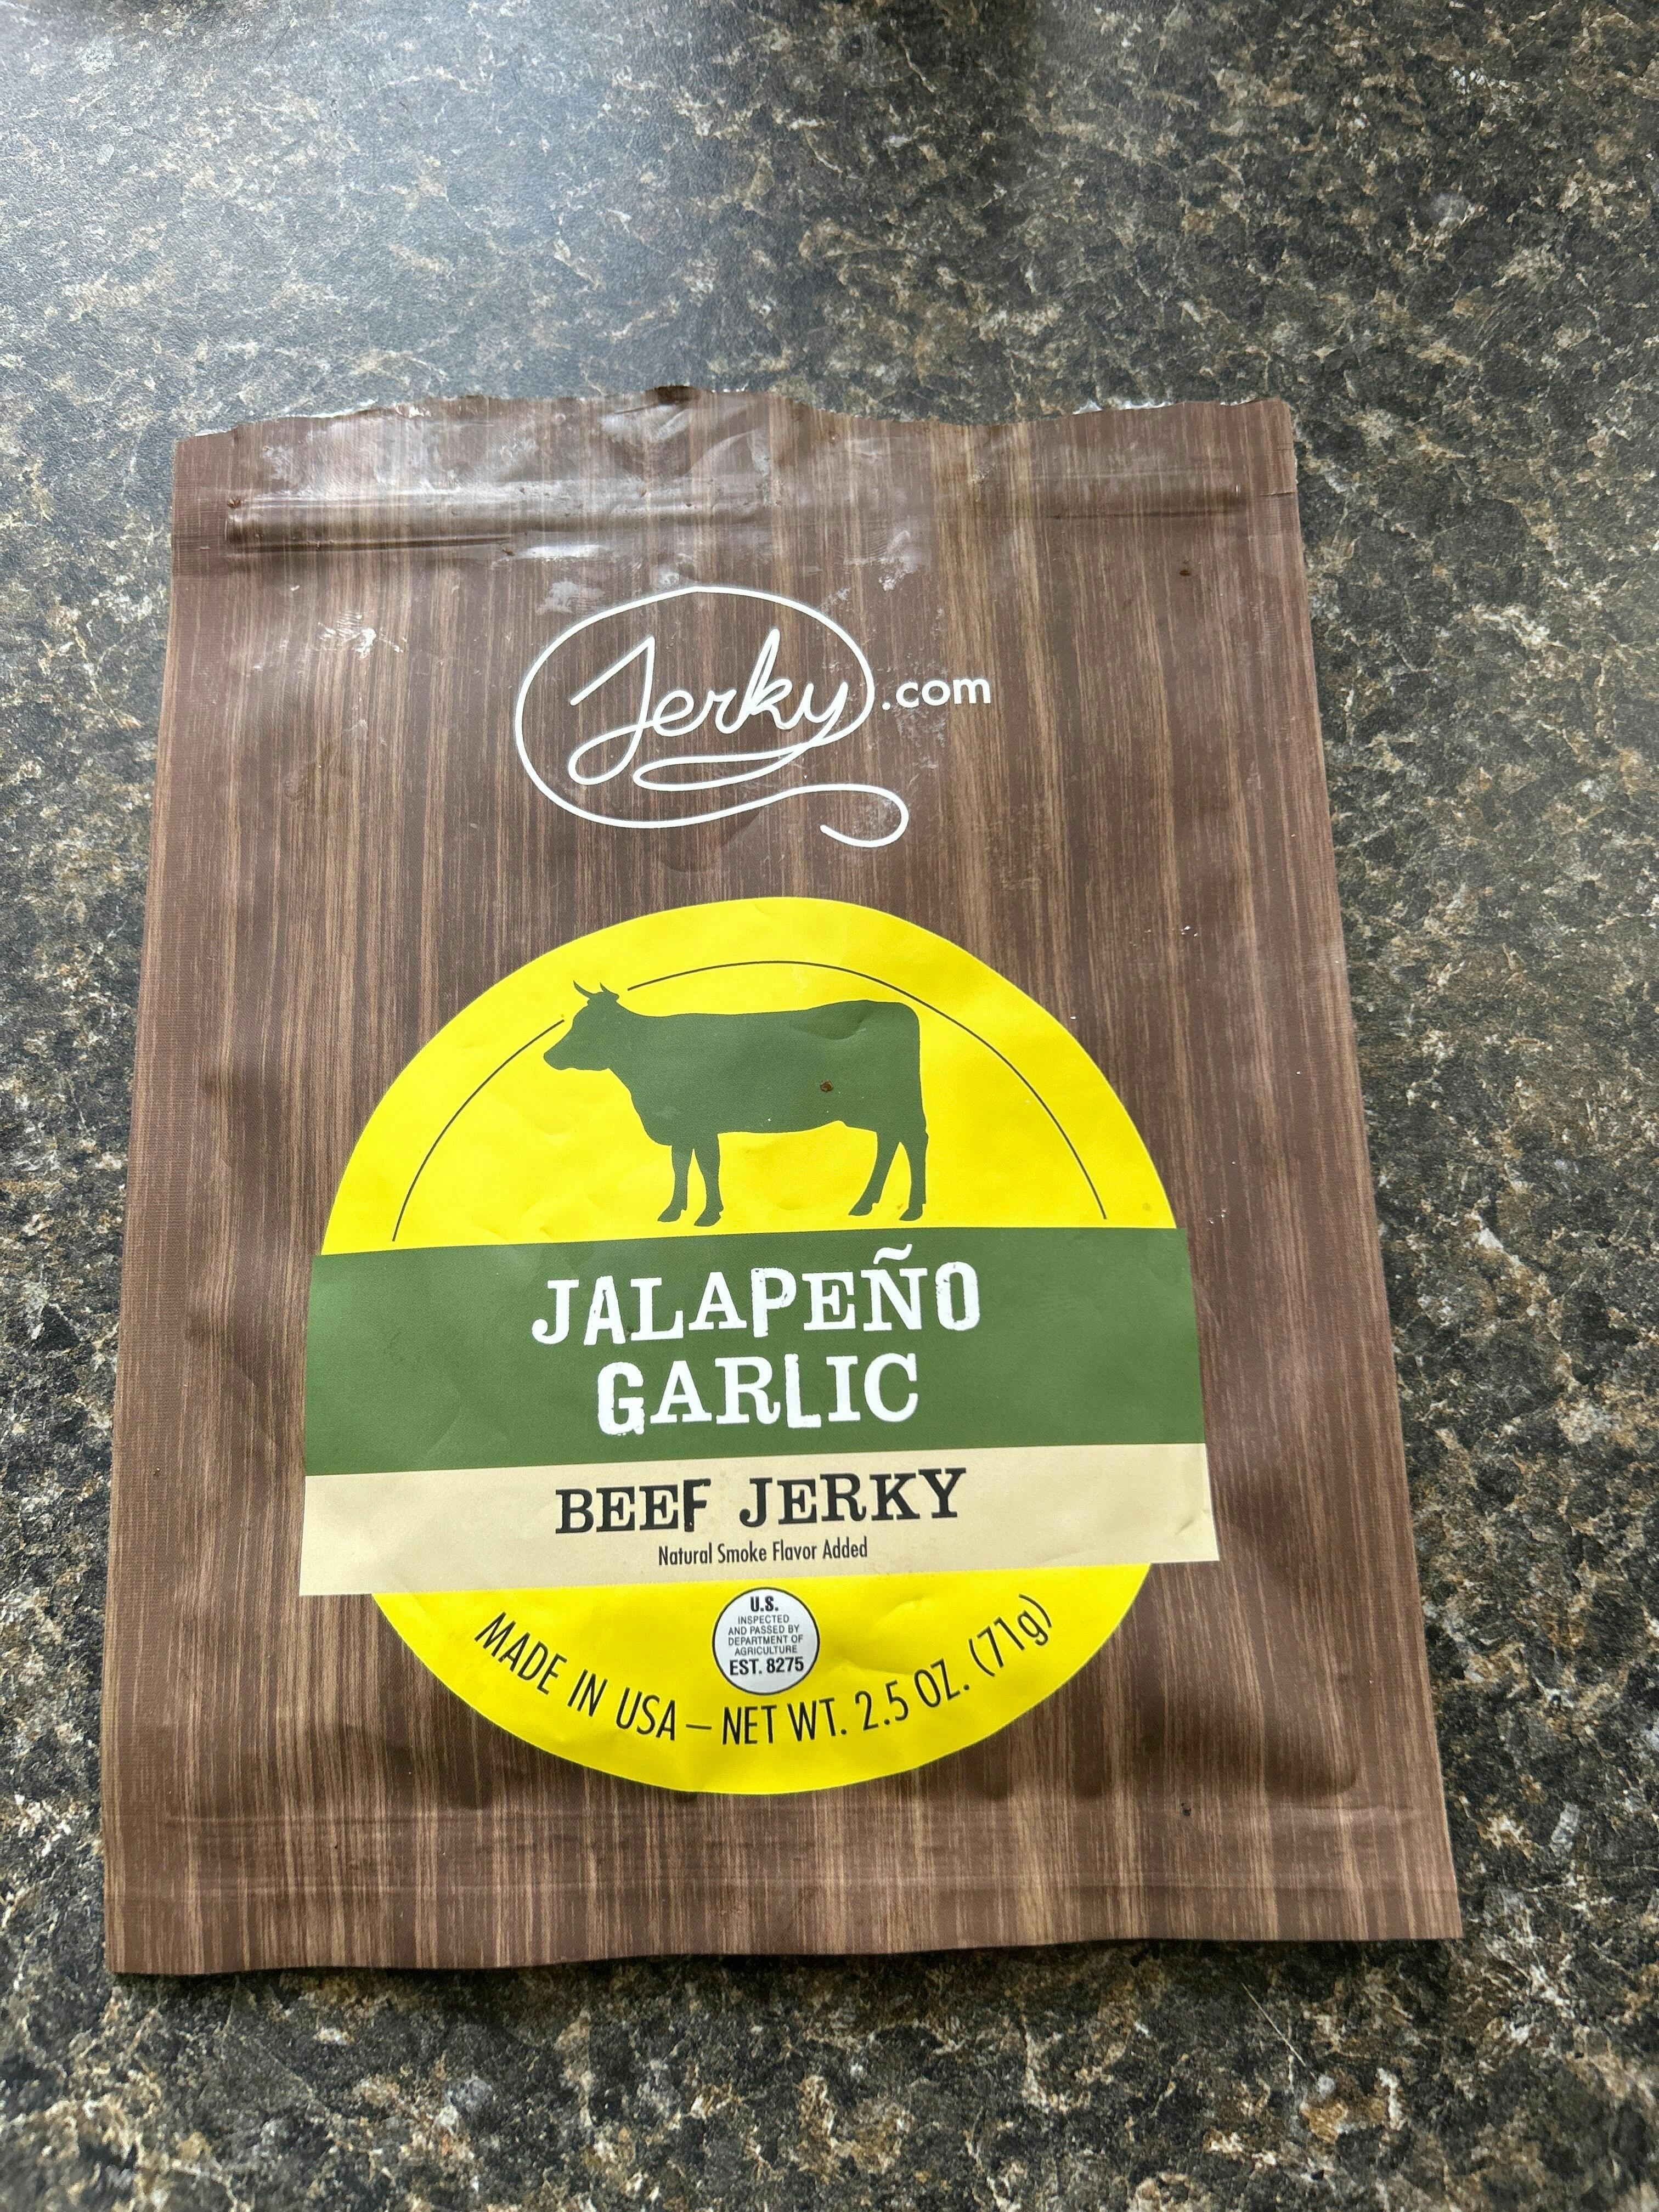 Jerky.com
JALAPEÑO
GARLIC
BEEF JERKY
Natural Smoke Flavor Added
U.S.
INSPECTED
AND PASSED BY
DEPARTMENT OF
AGRICULTURE
EST. 8275
MADE IN USA – NET WT. 2.5 OZ. (71g)